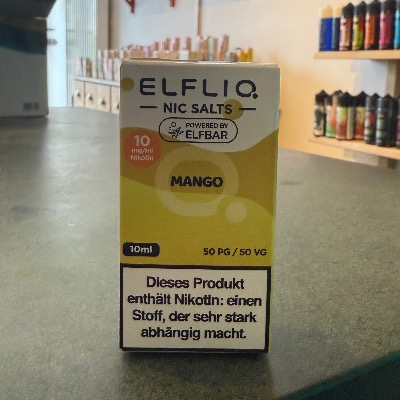 ELFLIQ
NIC SALTS
POWERED BY
ELFBAR
10
mg/ml
Nikotin
MANGO
10ml
50 PG / 50 VG
Dieses Produkt
enthält Nikotin: einen
Stoff, der sehr stark
abhängig macht.